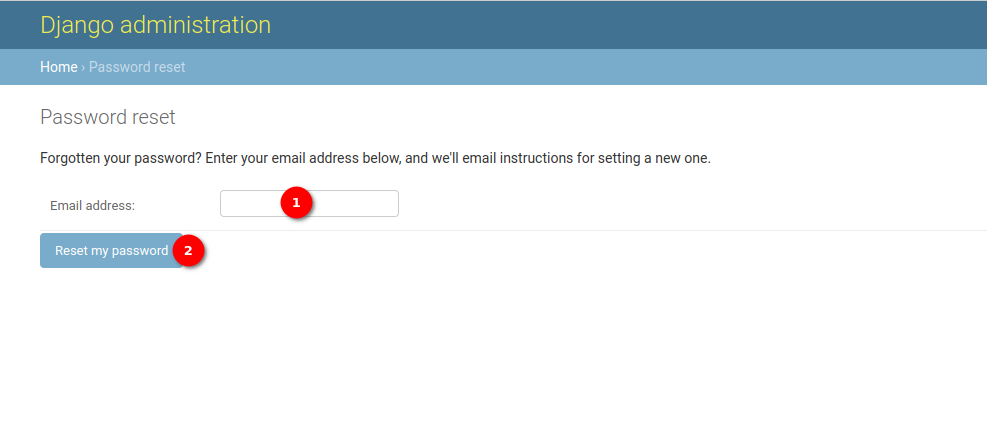 Django administration
Home › Password reset
Password reset
Forgotten your password? Enter your email address below, and we'll email instructions for setting a new one.
Email address:
1
Reset my password
2